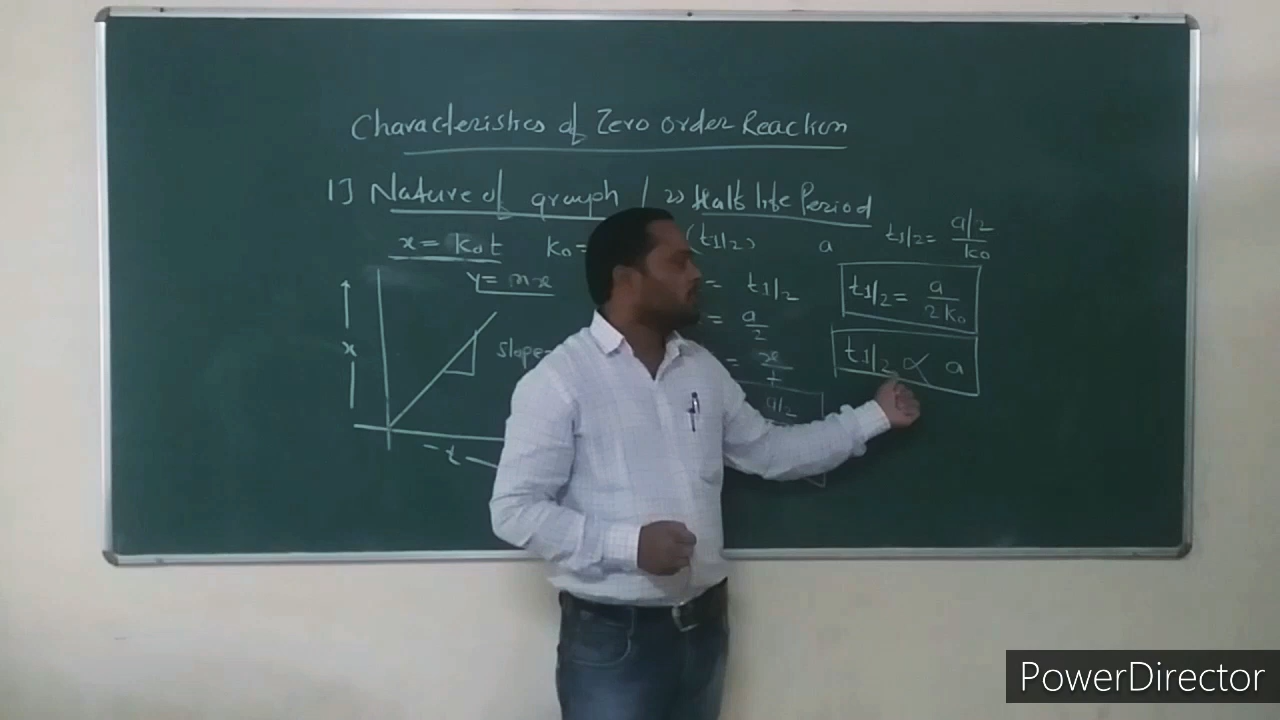 Characteristics of Zero order Reaction
1] Nature of graph / 2) Half life Period
x = k₀t
y = mx
x
slope=
- t
k₀=
(t1/2)
= t1/2
= a/2
= x/t
a/2
a
t1/2 = a/2 / k₀
t1/2 = a / 2k₀
t1/2 ∝ a
PowerDirector